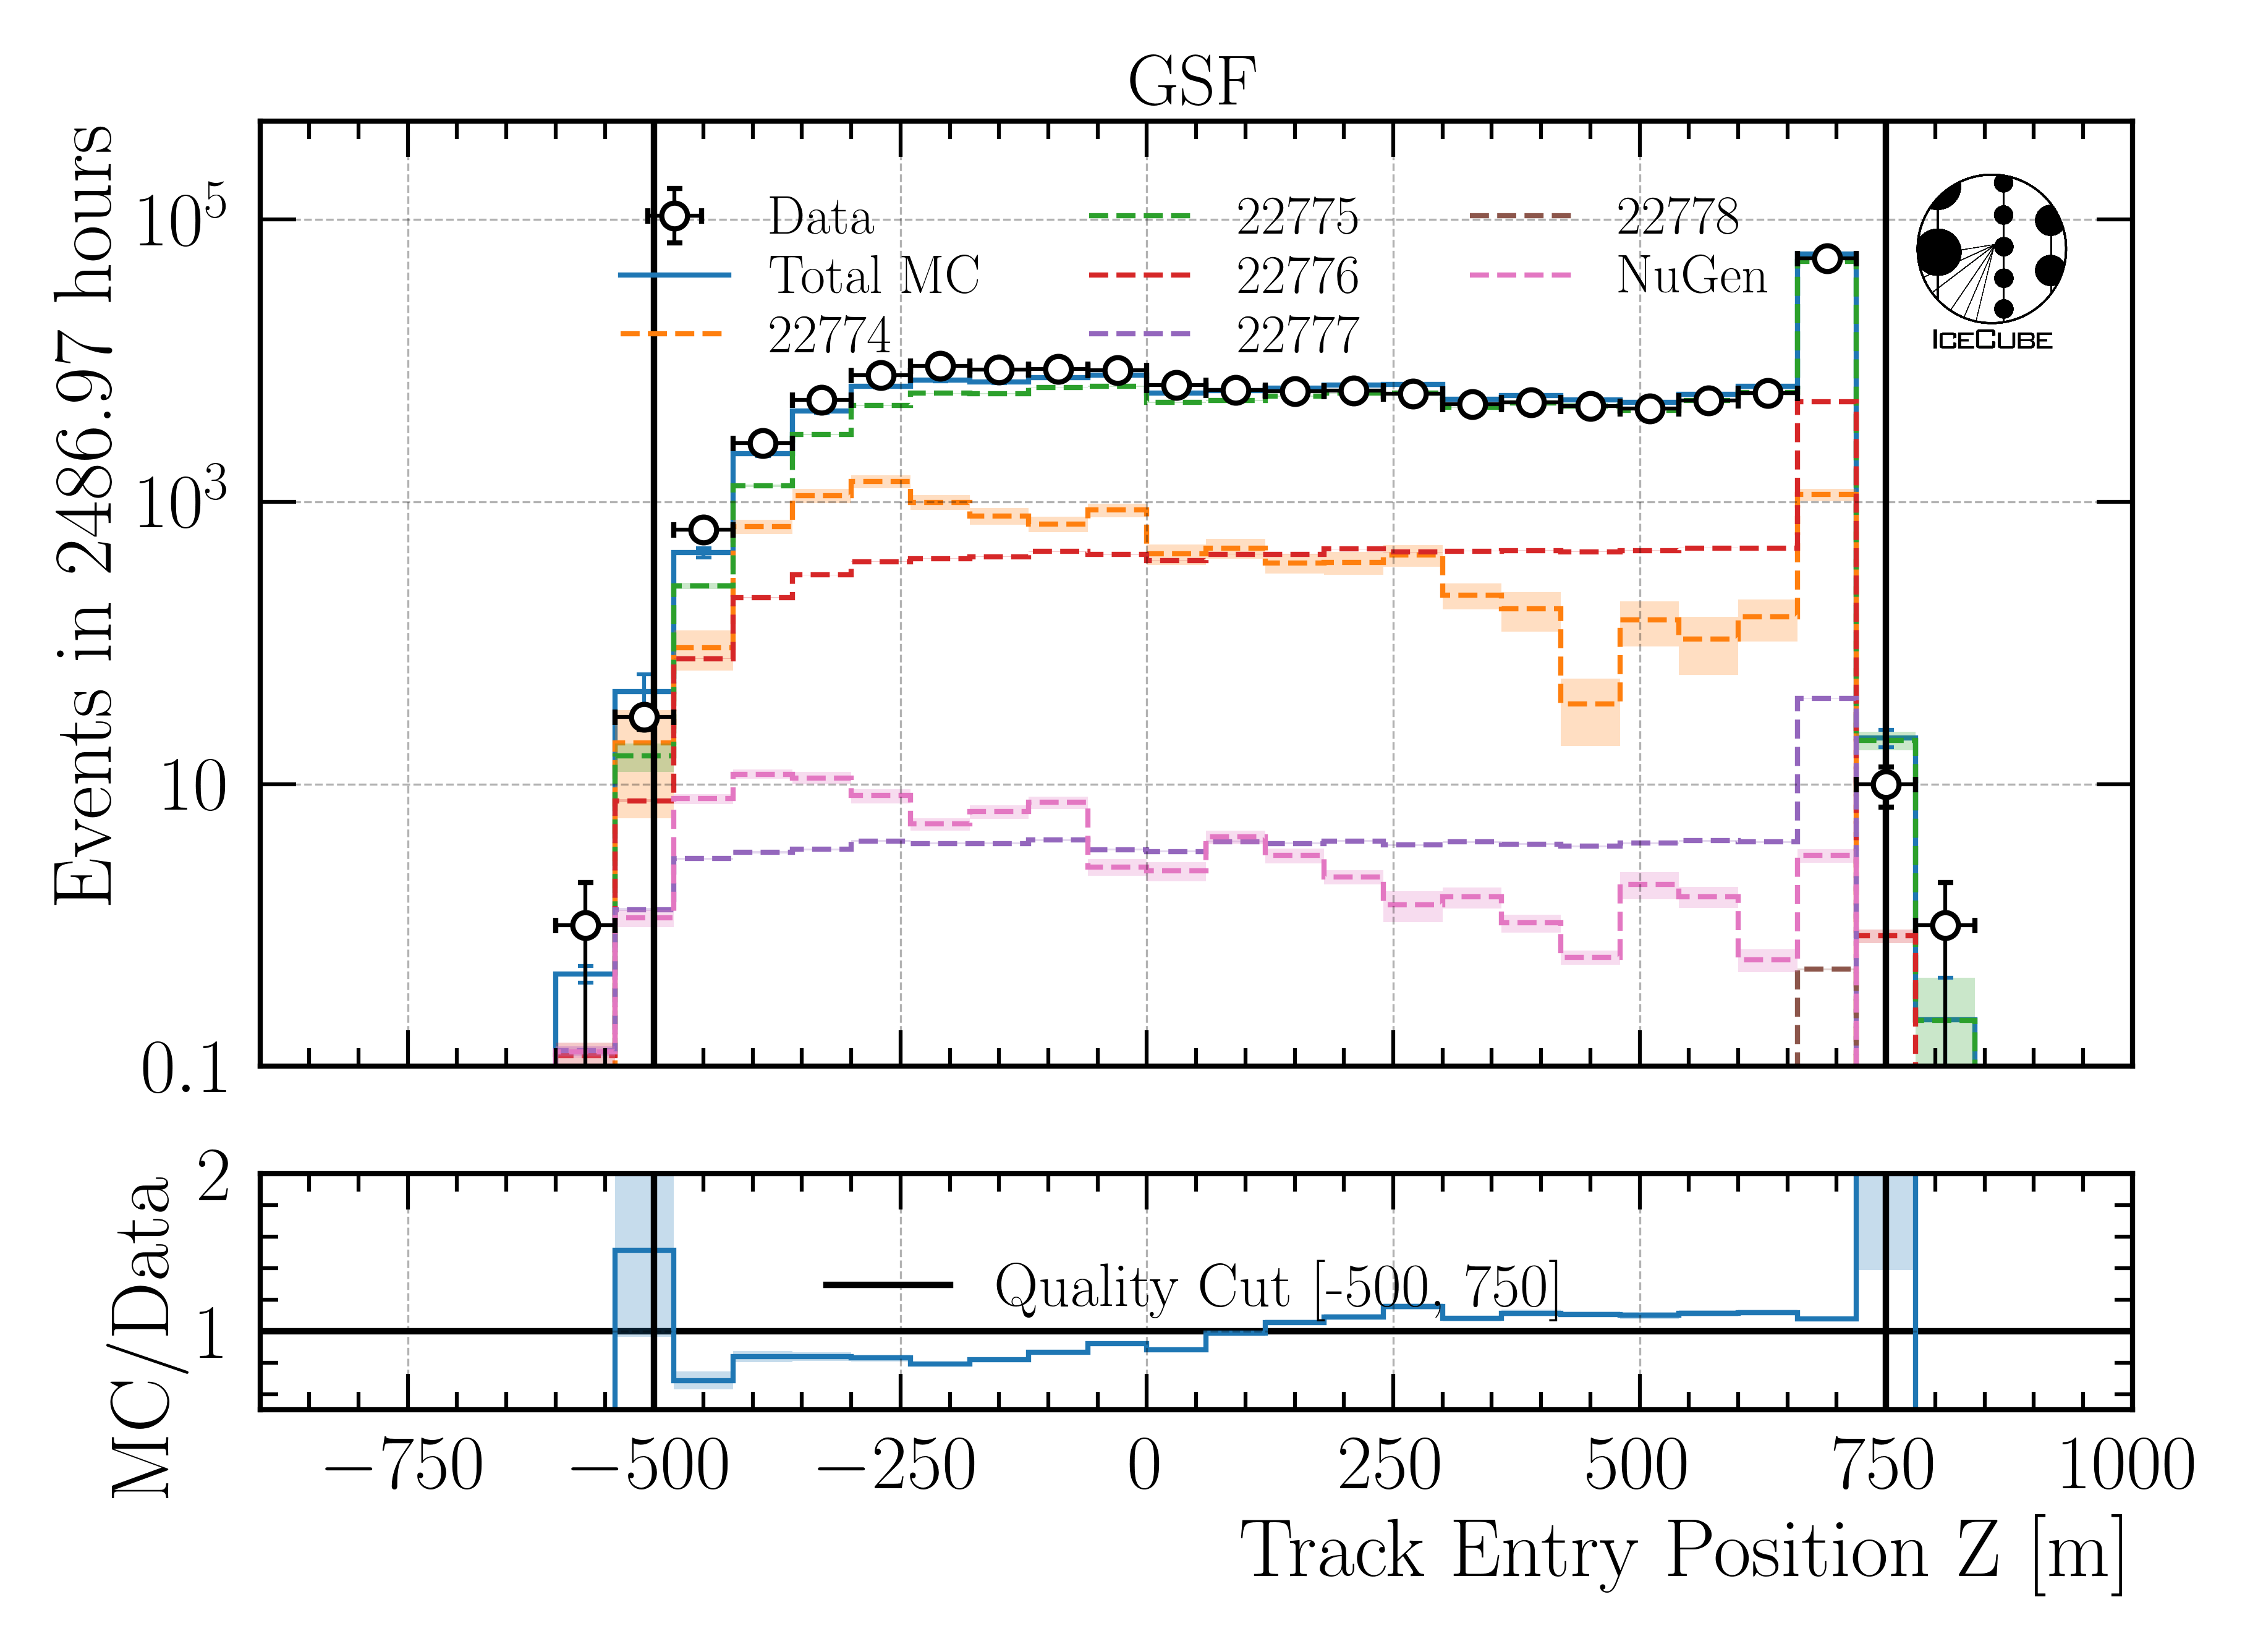 GSF
Events in 2486.97 hours
10^5
10^3
10
0.1
Data
Total MC
22774
22775
22776
22777
22778
NuGen
ICECUBE
MC/Data
2
1
Quality Cut [-500, 750]
−750 −500 −250 0 250 500 750 1000
Track Entry Position Z [m]